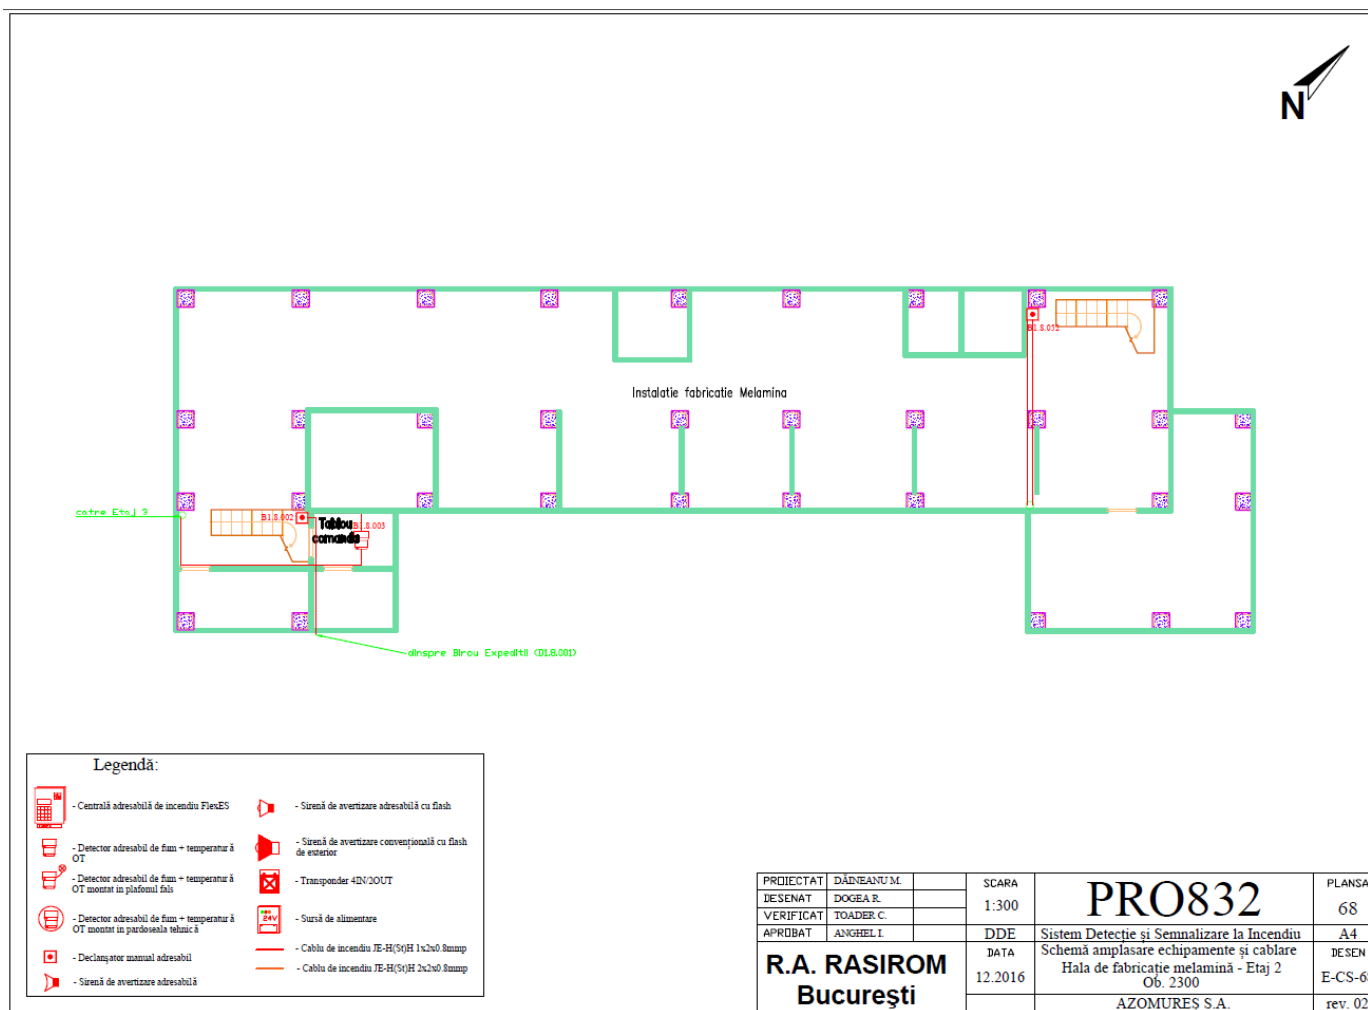 N
Instalatie fabricatie Melamina
B1.8.052
catre Etaj 3
B1.8.002
Tablou
comanda
B1.8.003
dinspre Birou Expeditii (D1.8.001)
Legendă:
- Centrală adresabilă de incendiu FlexES
- Detector adresabil de fum + temperatură
OT
- Detector adresabil de fum + temperatură
OT montat in plafonul fals
- Detector adresabil de fum + temperatură
OT montat in pardoseala tehnică
- Declanșator manual adresabil
- Sirenă de avertizare adresabilă
- Sirenă de avertizare adresabilă cu flash
- Sirenă de avertizare convențională cu flash
de exterior
- Transponder 4IN/2OUT
24V
- Sursă de alimentare
- Cablu de incendiu JE-H(St)H 1x2x0.8mmp
- Cablu de incendiu JE-H(St)H 2x2x0.8mmp
PROIECTAT DĂINEANU M.
DESENAT DOGEA R.
VERIFICAT TOADER C.
APROBAT ANGHEL I.
R.A. RASIROM
București
SCARA
1:300
DDE
DATA
12.2016
PRO832
Sistem Detecție și Semnalizare la Incendiu
Schemă amplasare echipamente și cablare
Hala de fabricație melamină - Etaj 2
Ob. 2300
AZOMUREȘ S.A.
PLANSA
68
A4
DESEN
rev. 02